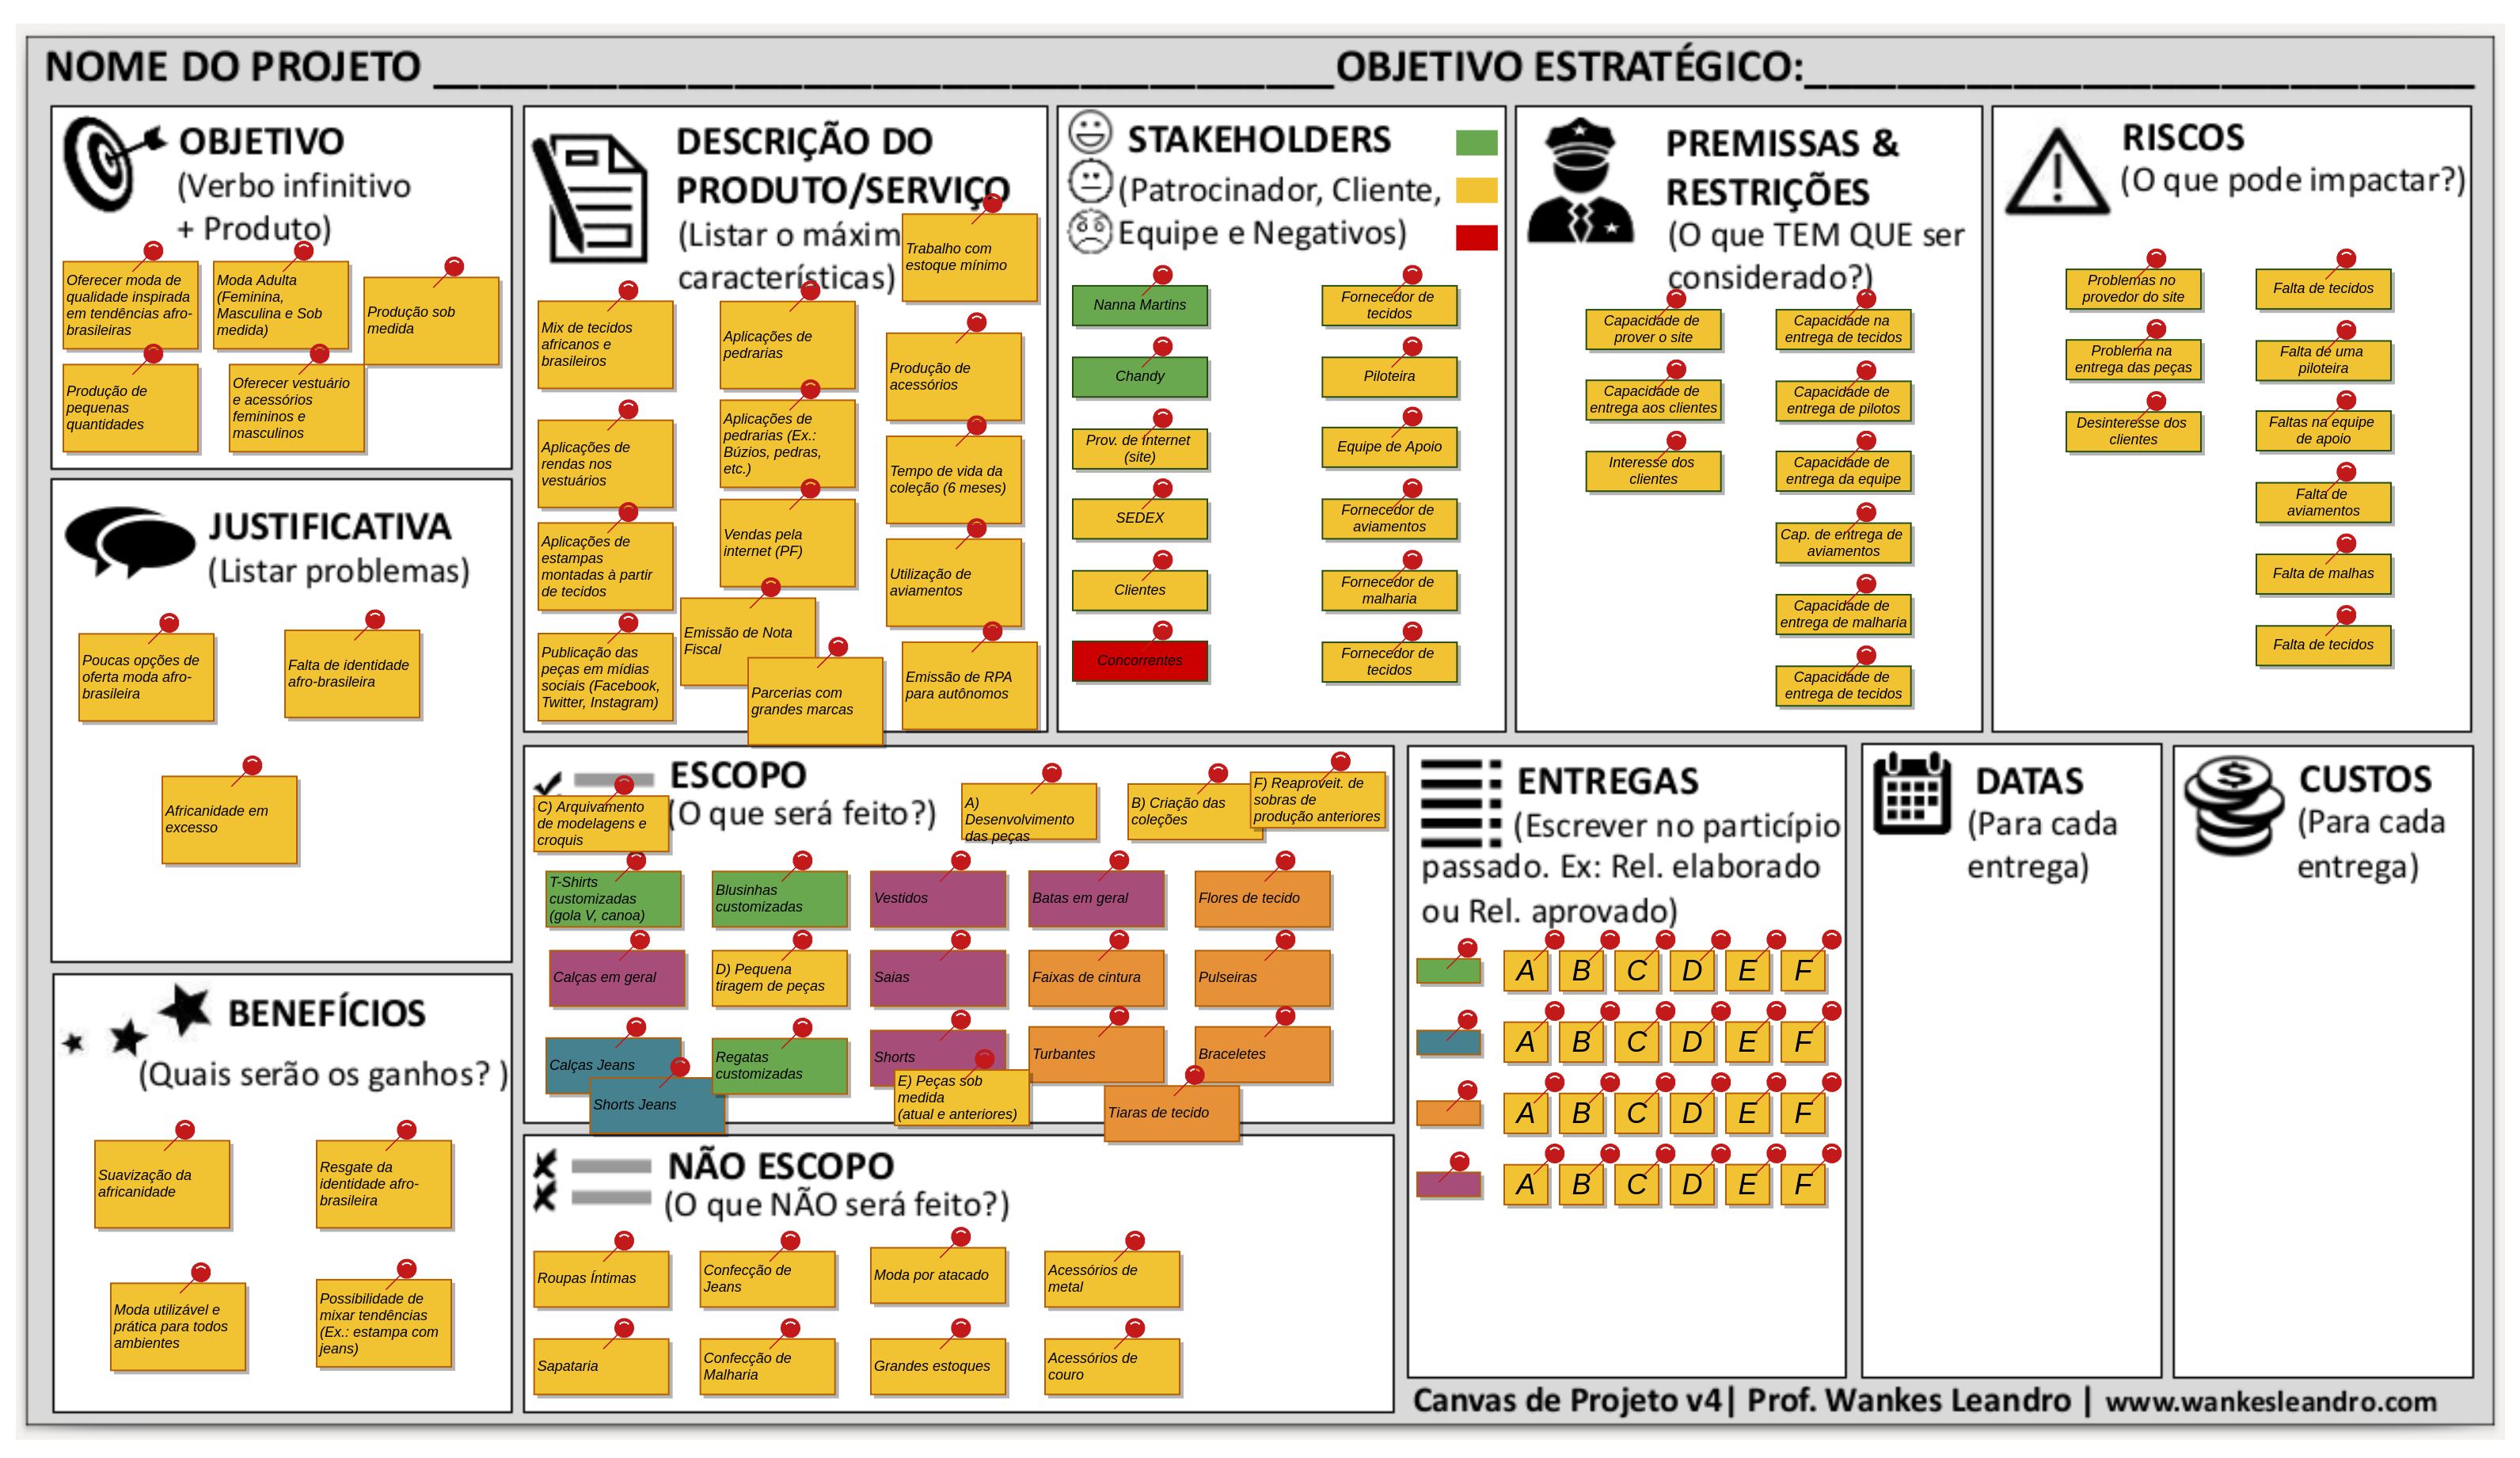 NOME DO PROJETO ______________________________________ OBJETIVO ESTRATÉGICO:____________________________
OBJETIVO
(Verbo infinitivo
+ Produto)
Oferecer moda de
qualidade inspirada
em tendências afro-
brasileiras
Moda Adulta
(Feminina,
Masculina e Sob
medida)
Produção sob
medida
Produção de
pequenas
quantidades
Oferecer vestuário
e acessórios
femininos e
masculinos
JUSTIFICATIVA
(Listar problemas)
Poucas opções de
oferta moda afro-
brasileira
Falta de identidade
afro-brasileira
Africanidade em
excesso
BENEFÍCIOS
(Quais serão os ganhos? )
Suavização da
africanidade
Resgate da
identidade afro-
brasileira
Moda utilizável e
prática para todos
ambientes
Possibilidade de
mixar tendências
(Ex.: estampa com
jeans)
DESCRIÇÃO DO
PRODUTO/SERVIÇO
(Listar o máxim
características)
Trabalho com
estoque mínimo
Mix de tecidos
africanos e
brasileiros
Aplicações de
pedrarias
Produção de
acessórios
Aplicações de
rendas nos
vestuários
Aplicações de
pedrarias (Ex.:
Búzios, pedras,
etc.)
Tempo de vida da
coleção (6 meses)
Aplicações de
estampas
montadas à partir
de tecidos
Vendas pela
internet (PF)
Utilização de
aviamentos
Publicação das
peças em mídias
sociais (Facebook,
Twitter, Instagram)
Emissão de Nota
Fiscal
Parcerias com
grandes marcas
Emissão de RPA
para autônomos
STAKEHOLDERS
(Patrocinador, Cliente,
Equipe e Negativos)
Nanna Martins
Chandy
Prov. de internet
(site)
SEDEX
Clientes
Concorrentes
Fornecedor de
tecidos
Piloteira
Equipe de Apoio
Fornecedor de
aviamentos
Fornecedor de
malharia
Fornecedor de
tecidos
PREMISSAS &
RESTRIÇÕES
(O que TEM QUE ser
considerado?)
Capacidade de
prover o site
Capacidade de
entrega aos clientes
Interesse dos
clientes
Capacidade na
entrega de tecidos
Capacidade de
entrega de pilotos
Capacidade de
entrega da equipe
Cap. de entrega de
aviamentos
Capacidade de
entrega de malharia
Capacidade de
entrega de tecidos
RISCOS
(O que pode impactar?)
Problemas no
provedor do site
Problema na
entrega das peças
Desinteresse dos
clientes
Falta de tecidos
Falta de uma
piloteira
Faltas na equipe
de apoio
Falta de
aviamentos
Falta de malhas
Falta de tecidos
ESCOPO
(O que será feito?)
C) Arquivamento
de modelagens e
croquis
A)
Desenvolvimento
das peças
B) Criação das
coleções
F) Reaproveit. de
sobras de
produção anteriores
T-Shirts
customizadas
(gola V, canoa)
Blusinhas
customizadas
Vestidos
Batas em geral
Flores de tecido
Calças em geral
D) Pequena
tiragem de peças
Saias
Faixas de cintura
Pulseiras
Calças Jeans
Shorts Jeans
Regatas
customizadas
Shorts
E) Peças sob
medida
(atual e anteriores)
Turbantes
Braceletes
Tiaras de tecido
NÃO ESCOPO
(O que NÃO será feito?)
Roupas Íntimas
Confecção de
Jeans
Moda por atacado
Acessórios de
metal
Sapataria
Confecção de
Malharia
Grandes estoques
Acessórios de
couro
ENTREGAS
(Escrever no particípio
passado. Ex: Rel. elaborado
ou Rel. aprovado)
A B C D E F
A B C D E F
A B C D E F
A B C D E F
DATAS
(Para cada
entrega)
CUSTOS
(Para cada
entrega)
Canvas de Projeto v4| Prof. Wankes Leandro | www.wankesleandro.com